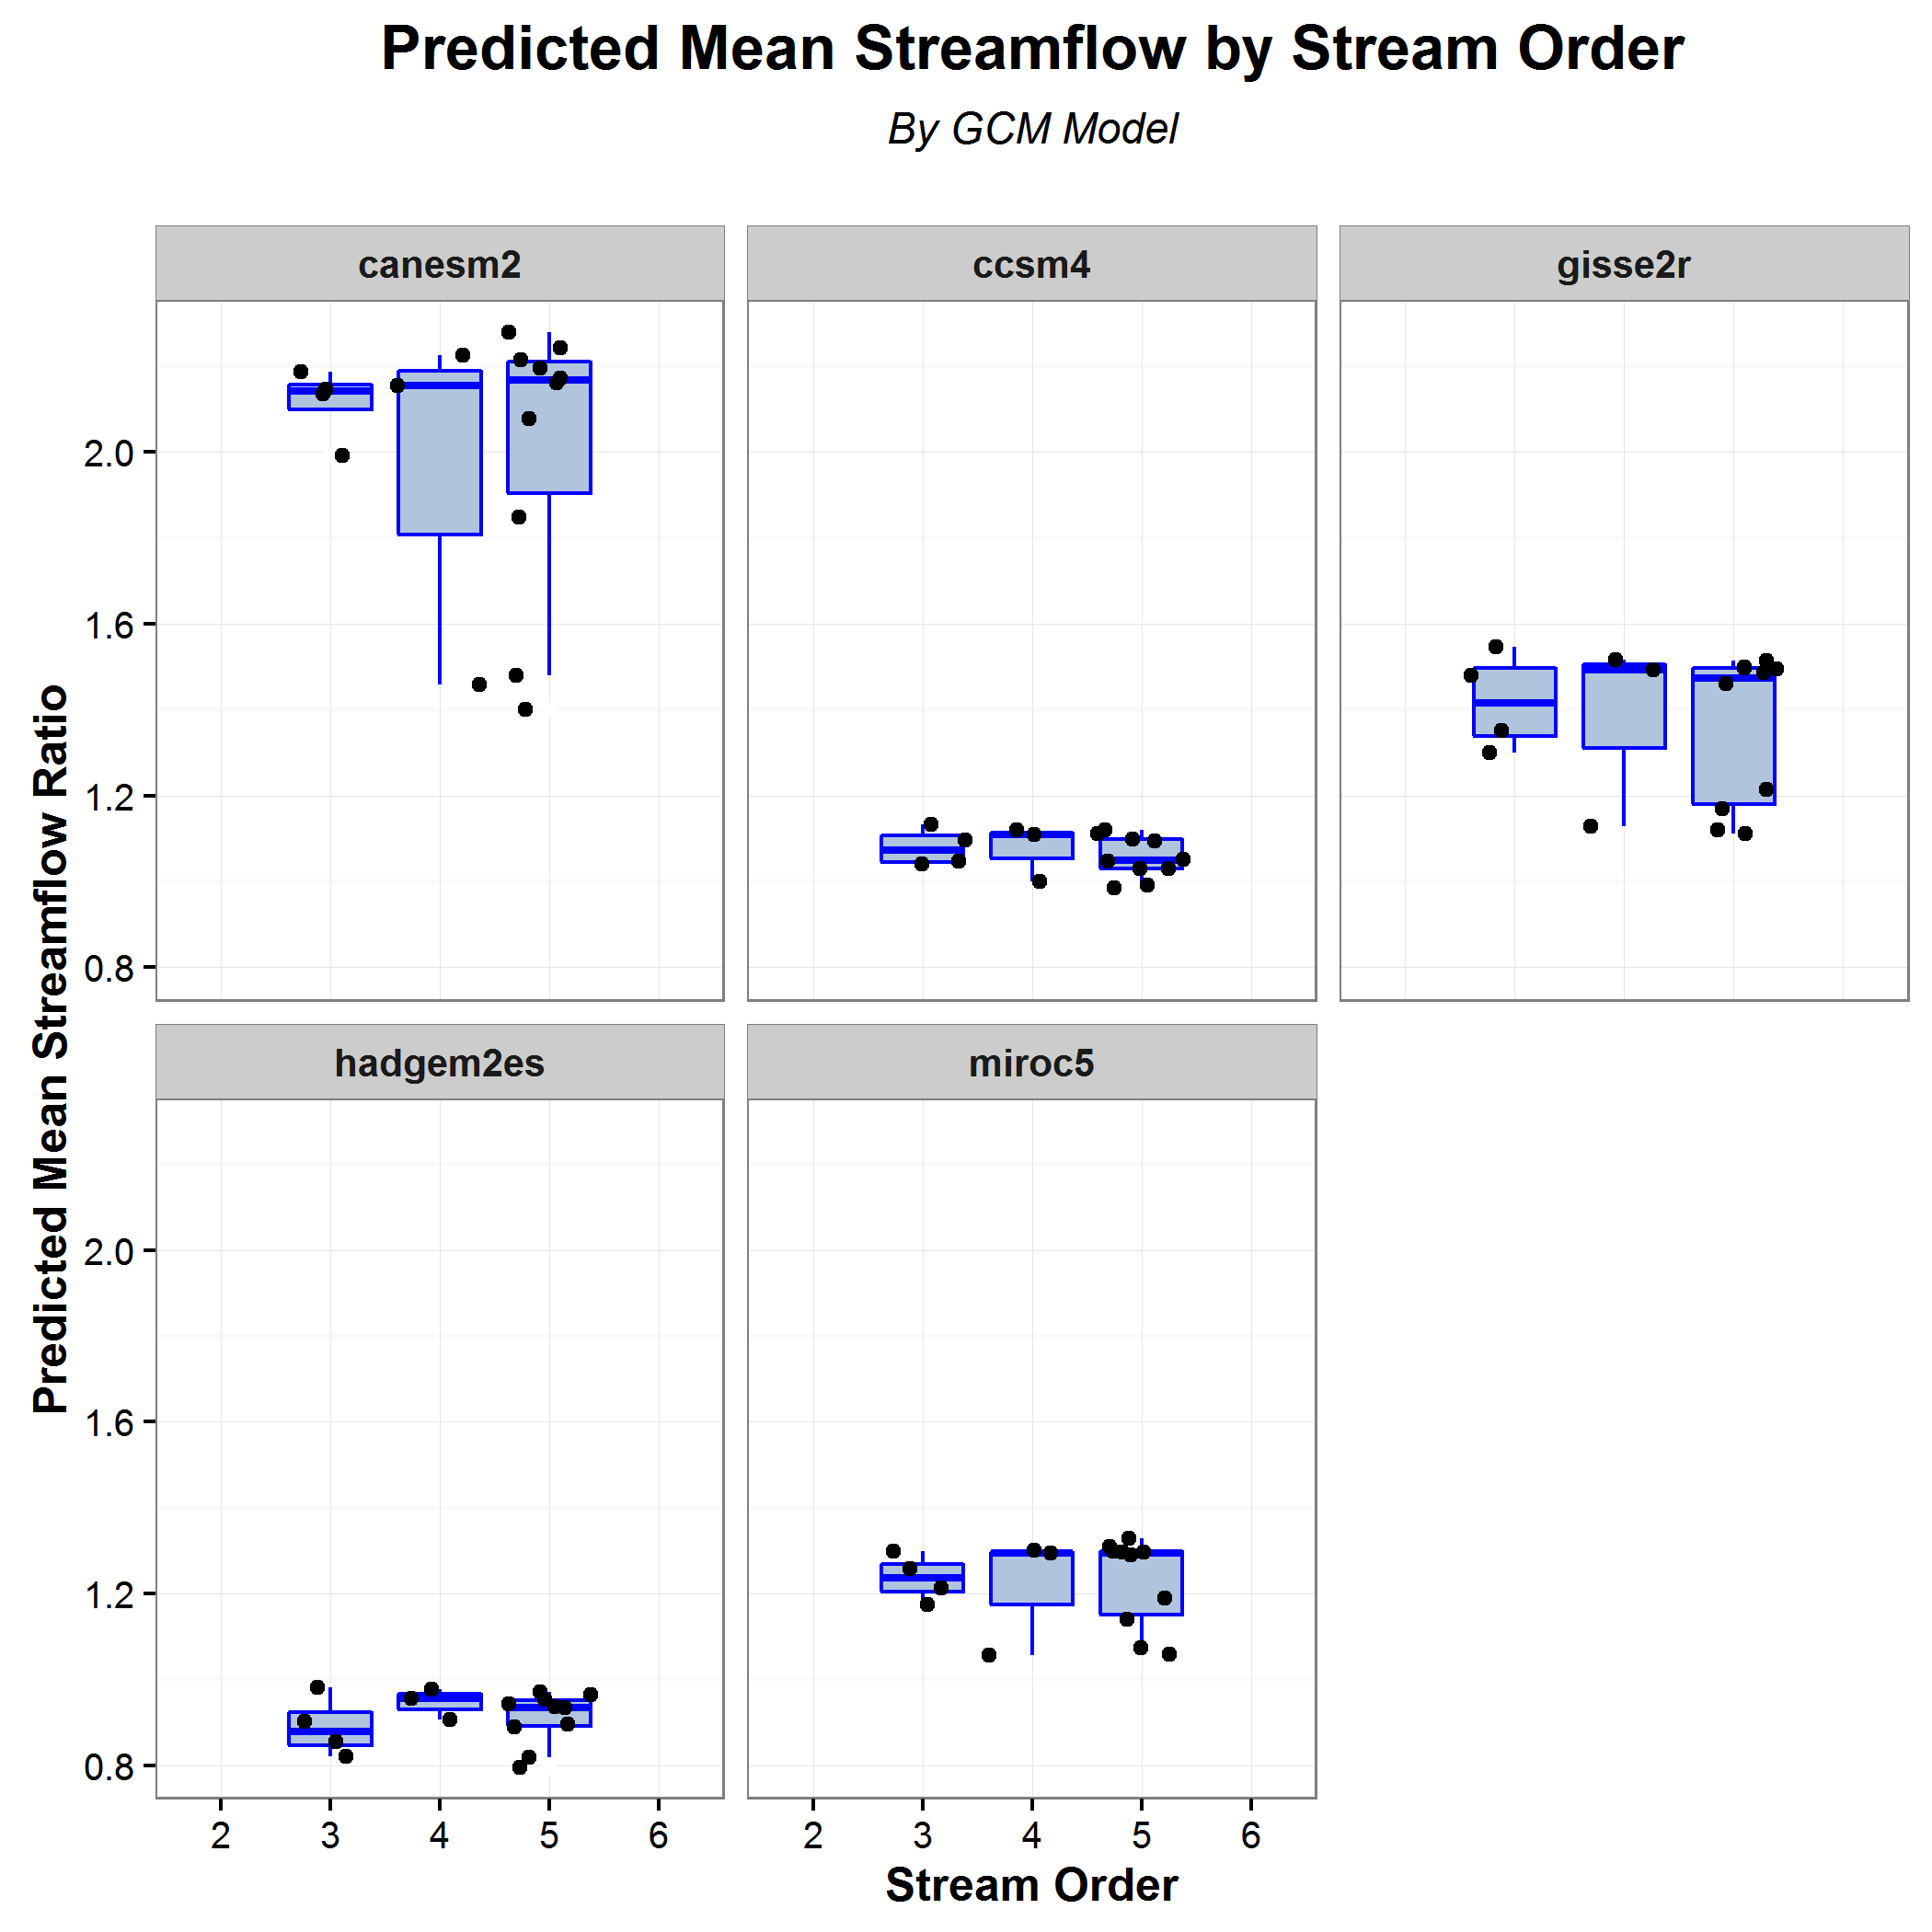 Predicted Mean Streamflow by Stream Order
By GCM Model
canesm2
ccsm4
gisse2r
2.0
1.6
1.2
0.8
Predicted Mean Streamflow Ratio
hadgem2es
miroc5
2.0
1.6
1.2
0.8
2 3 4 5 6
2 3 4 5 6
Stream Order